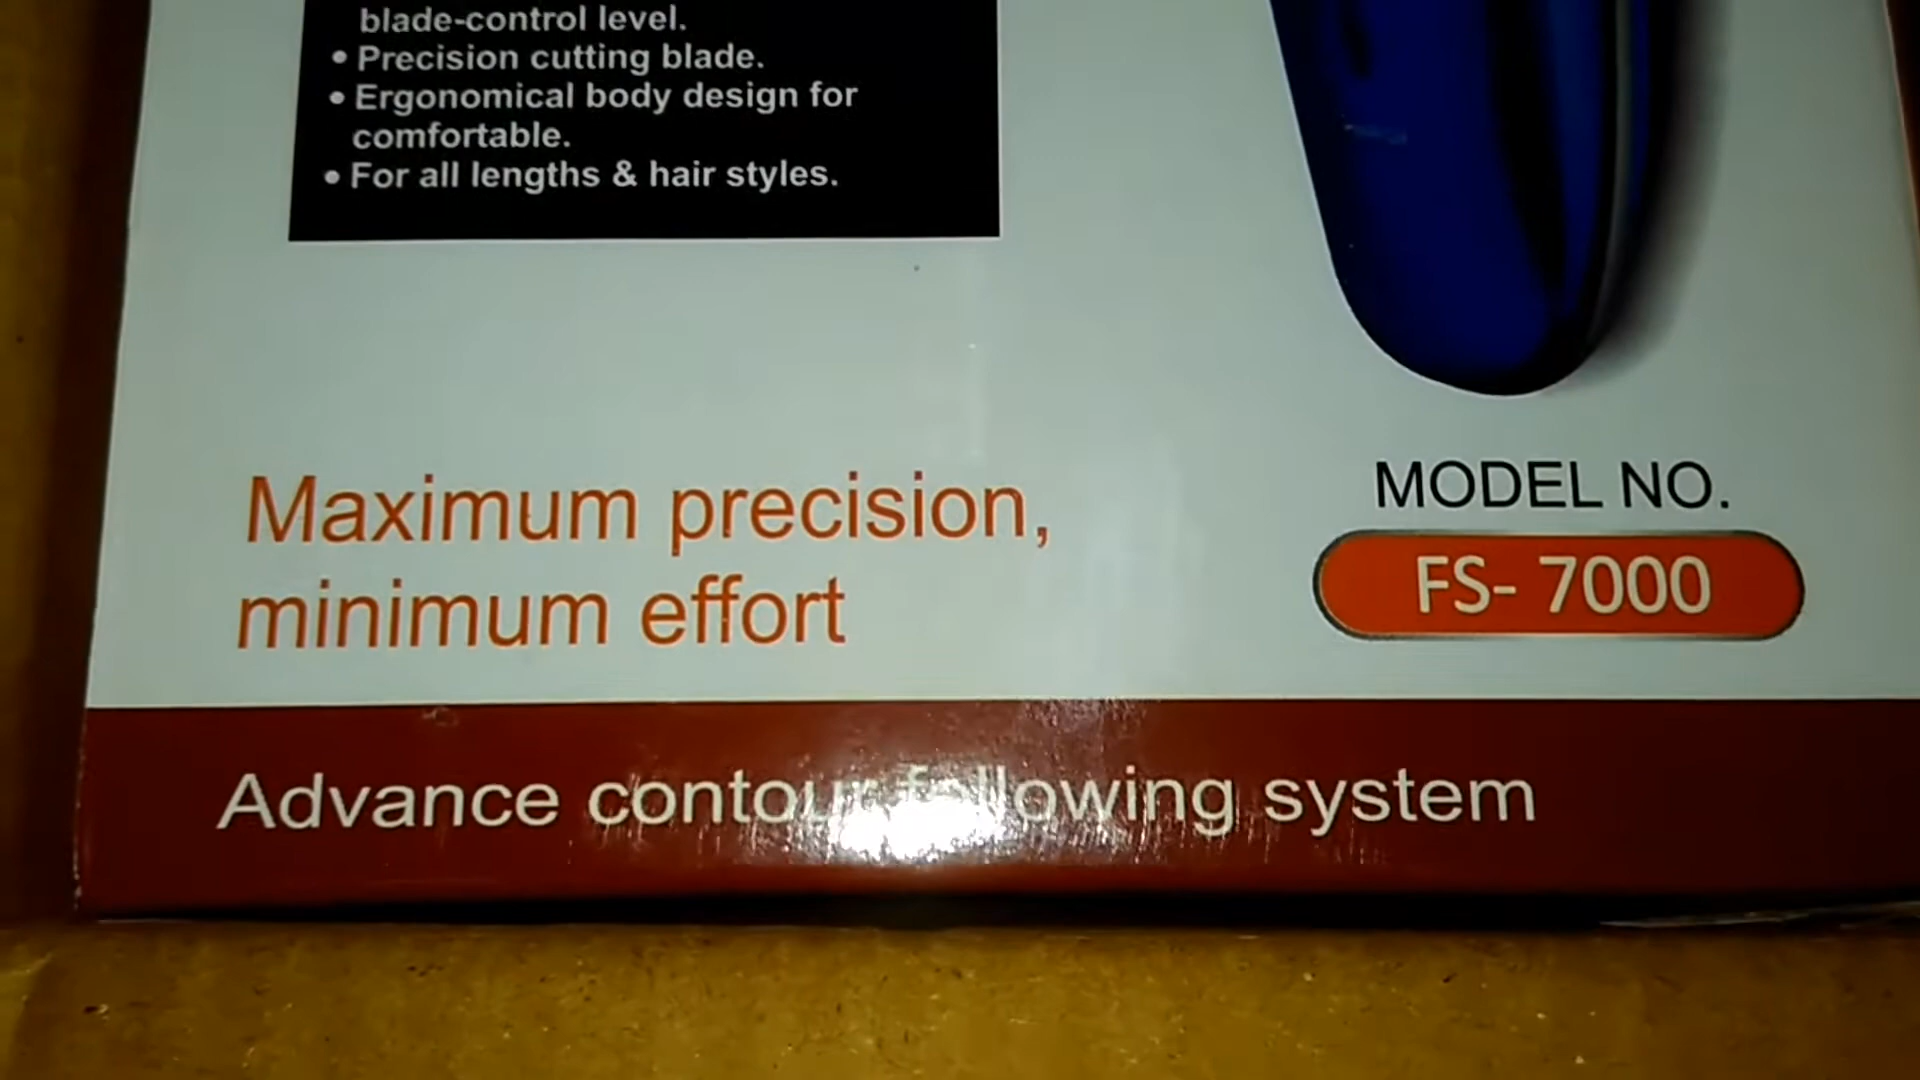 blade-control level.
• Precision cutting blade.
• Ergonomical body design for
comfortable.
• For all lengths & hair styles.
Maximum precision,
minimum effort
MODEL NO.
FS- 7000
Advance contour following system